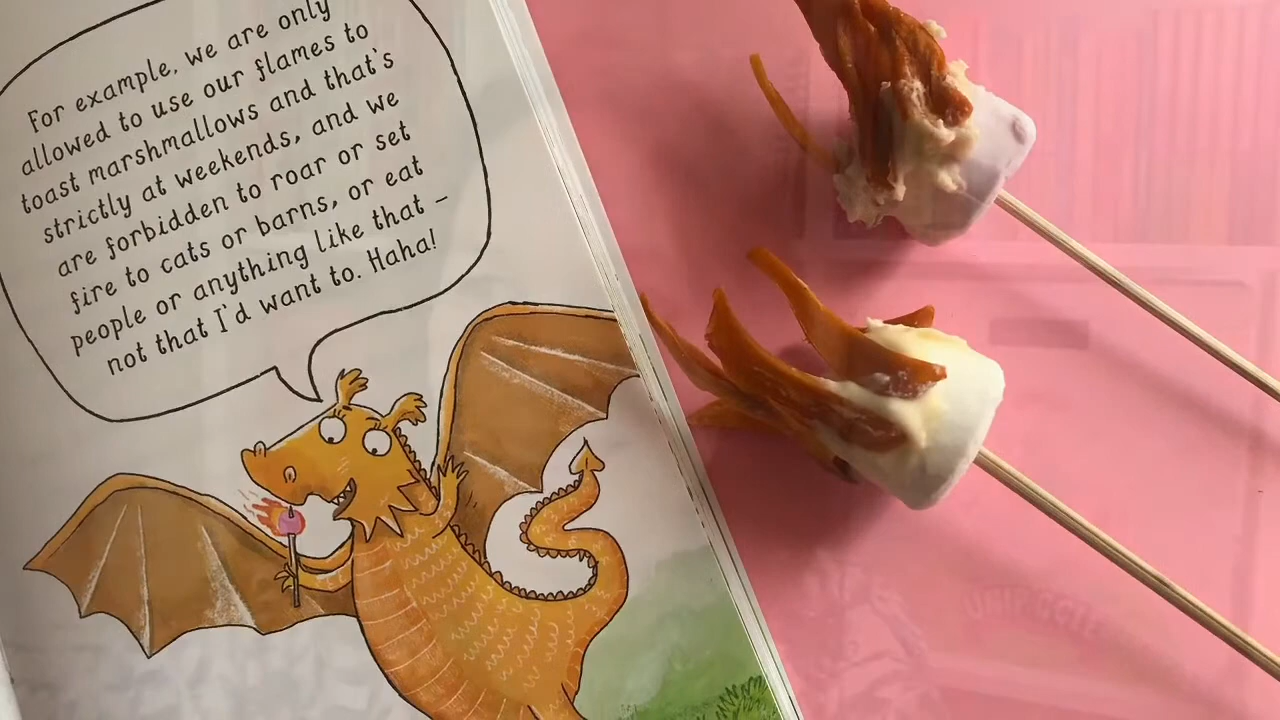 For example, we are only
allowed to use our flames to
toast marshmallows and that's
strictly at weekends, and we
are forbidden to roar or set
fire to cats or barns, or eat
people or anything like that –
not that I'd want to. Haha!